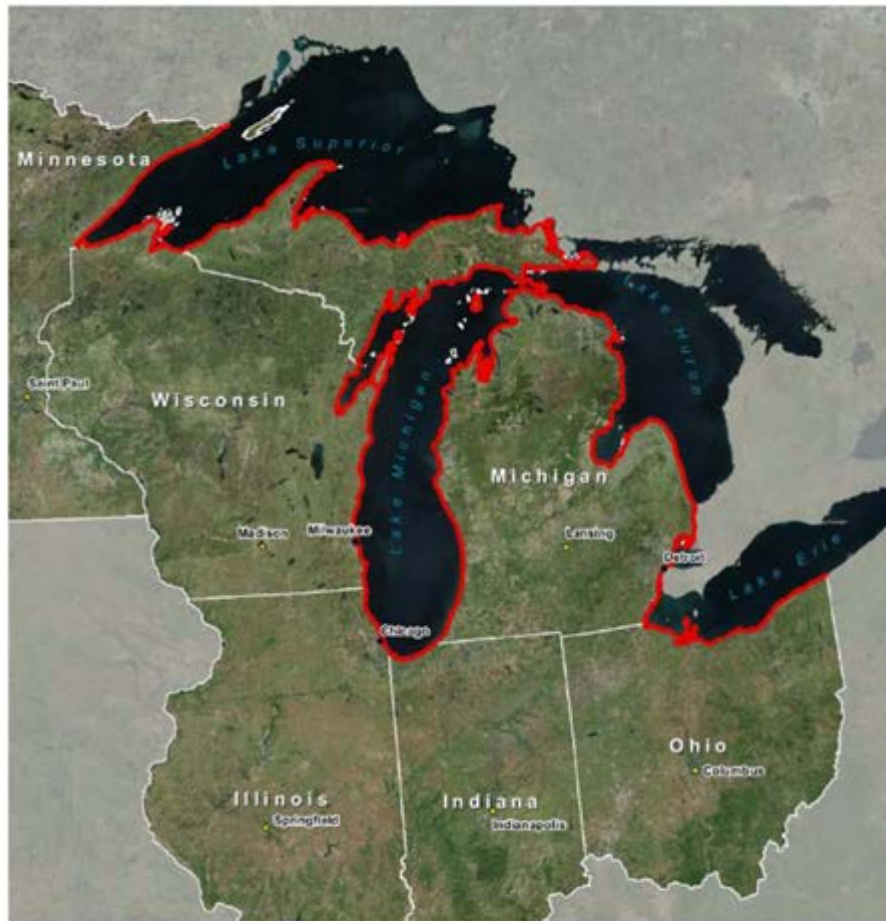 Minnesota
Lake Superior
Lake Huron
Saint Paul
Wisconsin
Lake Michigan
Michigan
Madison
Milwaukee
Lansing
Detroit
Lake Erie
Chicago
Ohio
Columbus
Illinois
Springfield
Indiana
Indianapolis